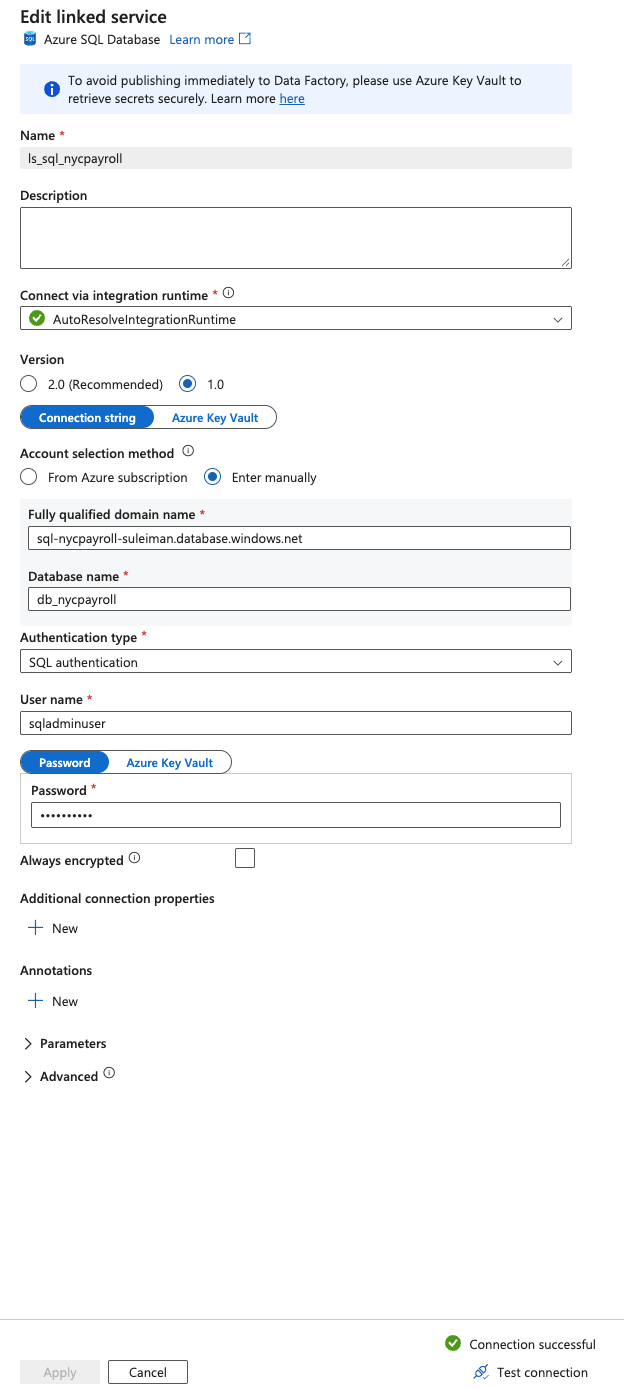 Edit linked service
Azure SQL Database Learn more
To avoid publishing immediately to Data Factory, please use Azure Key Vault to
retrieve secrets securely. Learn more here
Name *
ls_sql_nycpayroll
Description
Connect via integration runtime *
AutoResolveIntegrationRuntime
Version
2.0 (Recommended) 1.0
Connection string Azure Key Vault
Account selection method
From Azure subscription Enter manually
Fully qualified domain name *
sql-nycpayroll-suleiman.database.windows.net
Database name *
db_nycpayroll
Authentication type *
SQL authentication
User name *
sqladminuser
Password Azure Key Vault
Password *
••••••••••
Always encrypted
Additional connection properties
New
Annotations
New
Parameters
Advanced
Connection successful
Apply Cancel Test connection